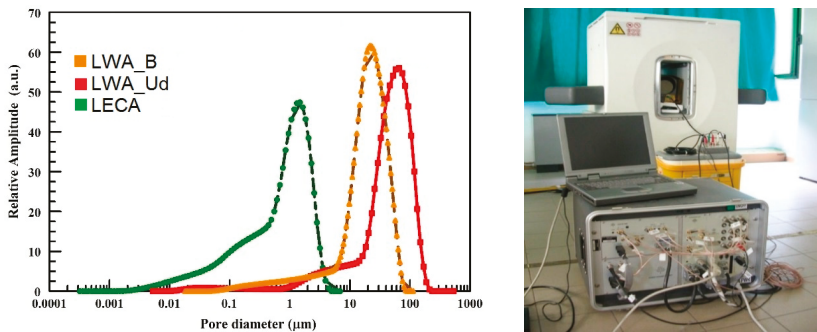 70
60
50
40
30
20
10
0
Relative Amplitude (a.u.)
LWA_B
LWA_Ud
LECA
0.0001 0.001 0.01 0.1 1 10 100 1000
Pore diameter (µm)